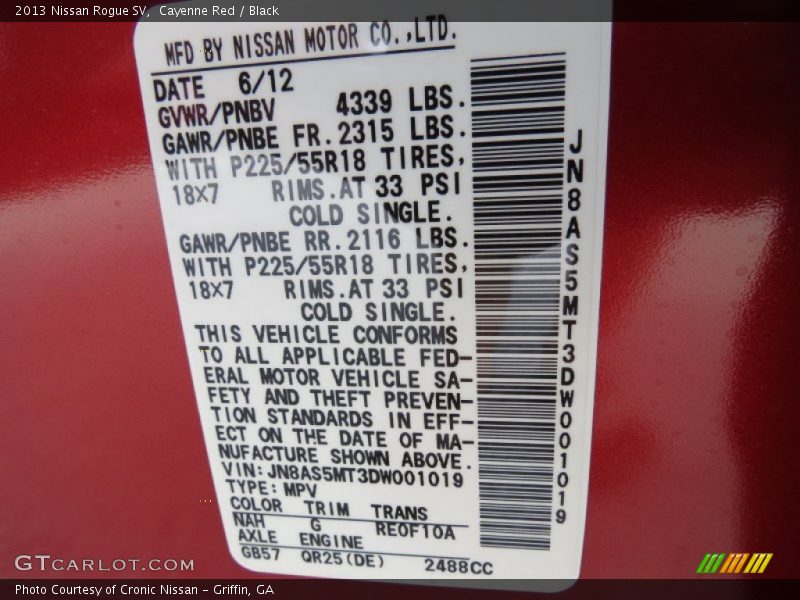 2013 Nissan Rogue SV, Cayenne Red / Black
MFD BY NISSAN MOTOR CO.,LTD.
DATE 6/12
GVWR/PNBV 4339 LBS.
GAWR/PNBE FR.2315 LBS.
WITH P225/55R18 TIRES,
18X7 RIMS.AT 33 PSI
COLD SINGLE.
GAWR/PNBE RR.2116 LBS.
WITH P225/55R18 TIRES,
18X7 RIMS.AT 33 PSI
COLD SINGLE.
THIS VEHICLE CONFORMS
TO ALL APPLICABLE FED-
ERAL MOTOR VEHICLE SA-
FETY AND THEFT PREVEN-
TION STANDARDS IN EFF-
ECT ON THE DATE OF MA-
NUFACTURE SHOWN ABOVE.
VIN:JN8AS5MT3DW001019
TYPE:MPV
COLOR TRIM TRANS
NAH G RE0F10A
AXLE ENGINE
GB57 QR25(DE) 2488CC
JN8AS5MT3DW001019
GTCARLOT.COM
Photo Courtesy of Cronic Nissan - Griffin, GA